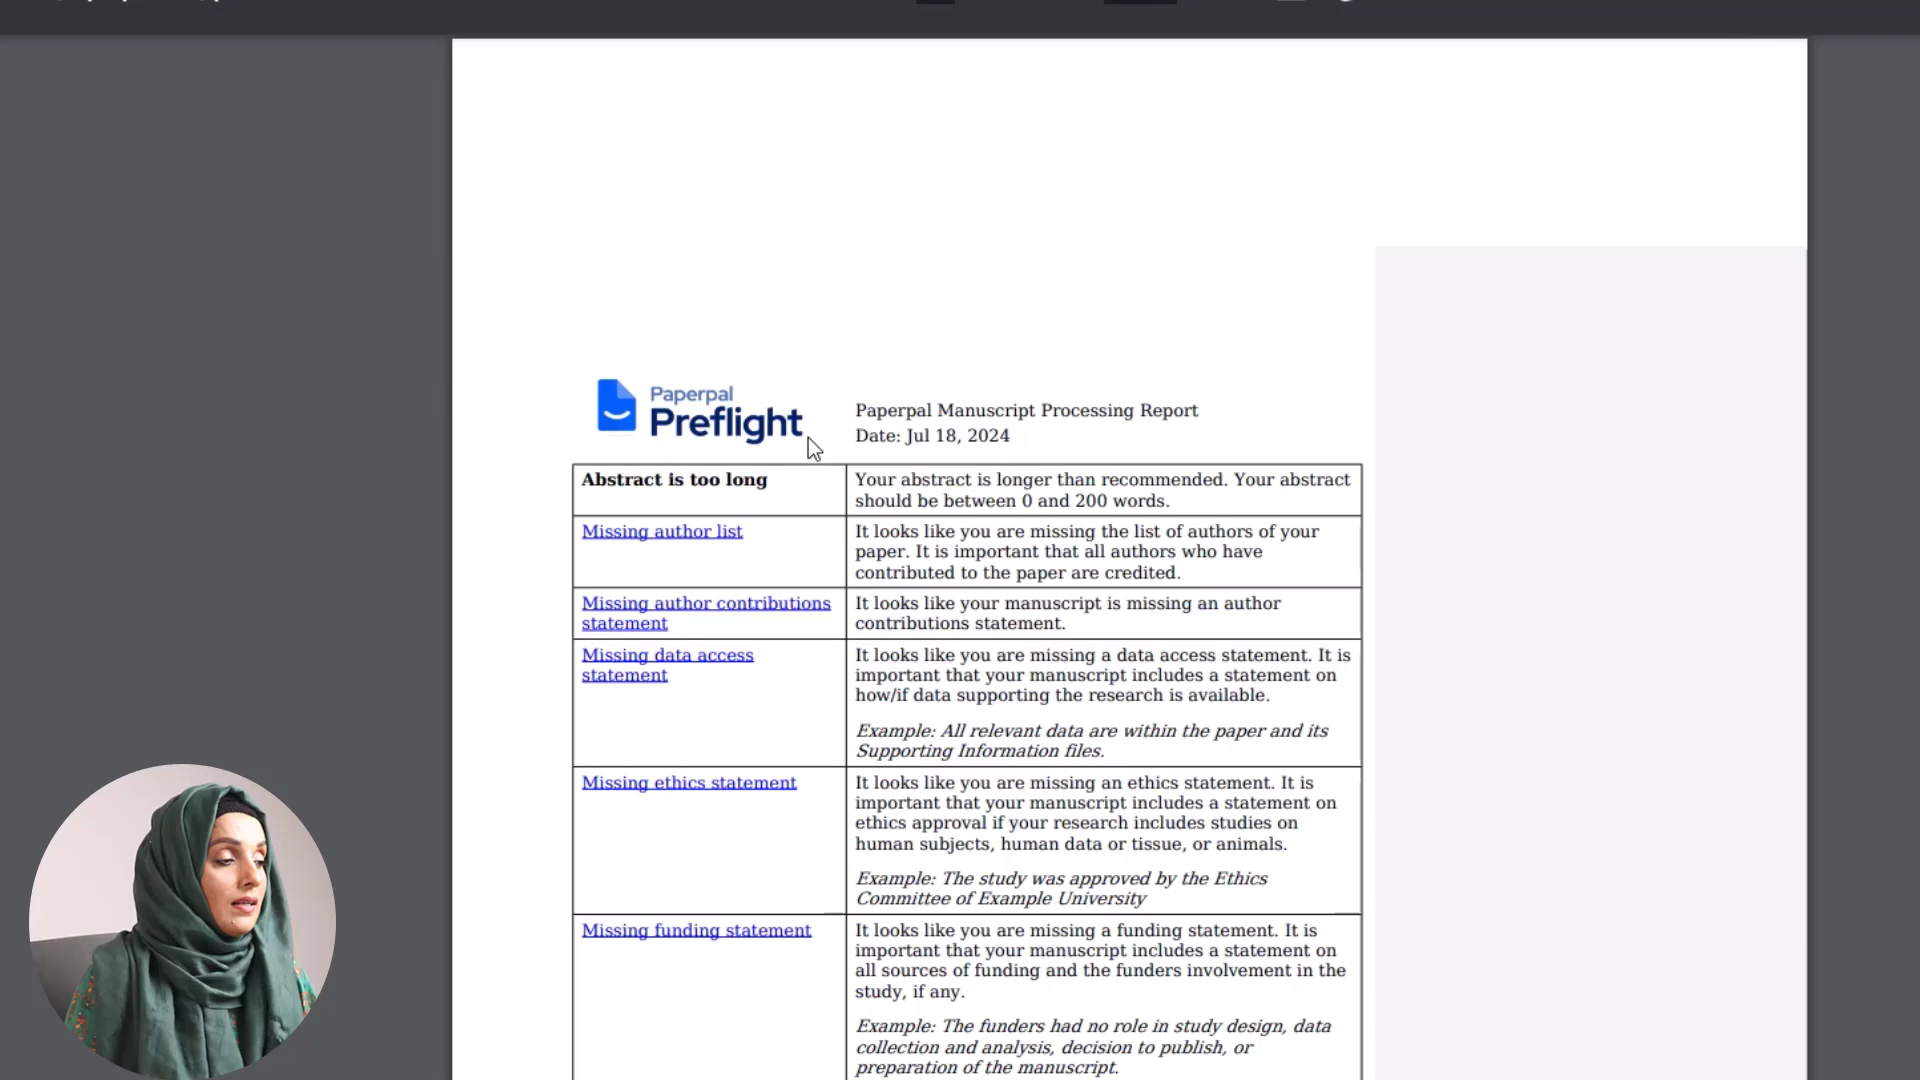 Paperpal
Preflight
Paperpal Manuscript Processing Report
Date: Jul 18, 2024
Abstract is too long
Your abstract is longer than recommended. Your abstract
should be between 0 and 200 words.
Missing author list
It looks like you are missing the list of authors of your
paper. It is important that all authors who have
contributed to the paper are credited.
Missing author contributions
statement
It looks like your manuscript is missing an author
contributions statement.
Missing data access
statement
It looks like you are missing a data access statement. It is
important that your manuscript includes a statement on
how/if data supporting the research is available.
Example: All relevant data are within the paper and its
Supporting Information files.
Missing ethics statement
It looks like you are missing an ethics statement. It is
important that your manuscript includes a statement on
ethics approval if your research includes studies on
human subjects, human data or tissue, or animals.
Example: The study was approved by the Ethics
Committee of Example University
Missing funding statement
It looks like you are missing a funding statement. It is
important that your manuscript includes a statement on
all sources of funding and the funders involvement in the
study, if any.
Example: The funders had no role in study design, data
collection and analysis, decision to publish, or
preparation of the manuscript.